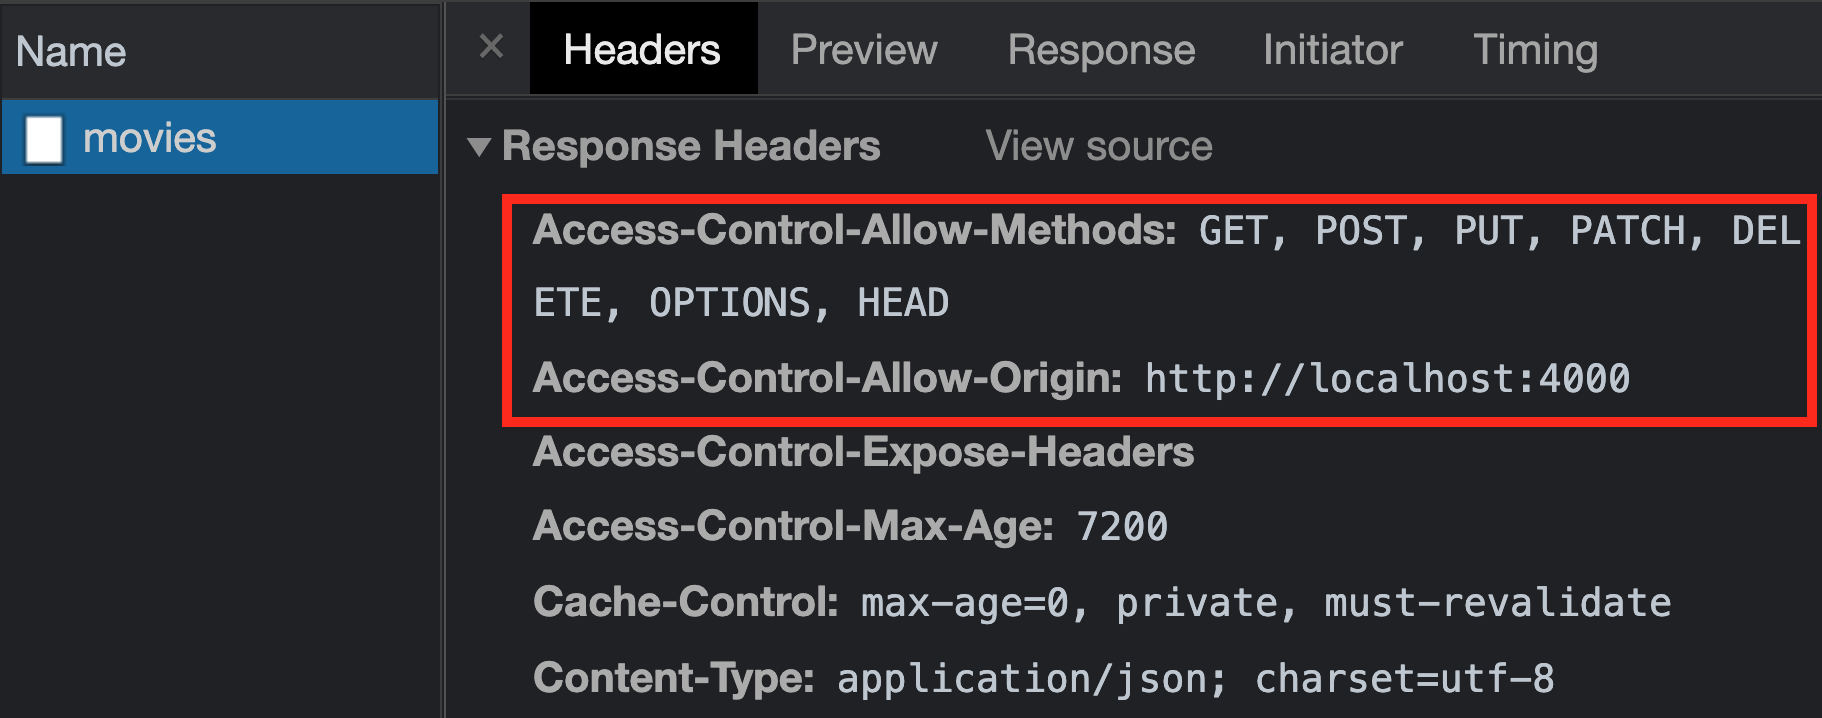 Name
× Headers Preview Response Initiator Timing
movies
▼ Response Headers View source
Access-Control-Allow-Methods: GET, POST, PUT, PATCH, DEL
ETE, OPTIONS, HEAD
Access-Control-Allow-Origin: http://localhost:4000
Access-Control-Expose-Headers
Access-Control-Max-Age: 7200
Cache-Control: max-age=0, private, must-revalidate
Content-Type: application/json; charset=utf-8